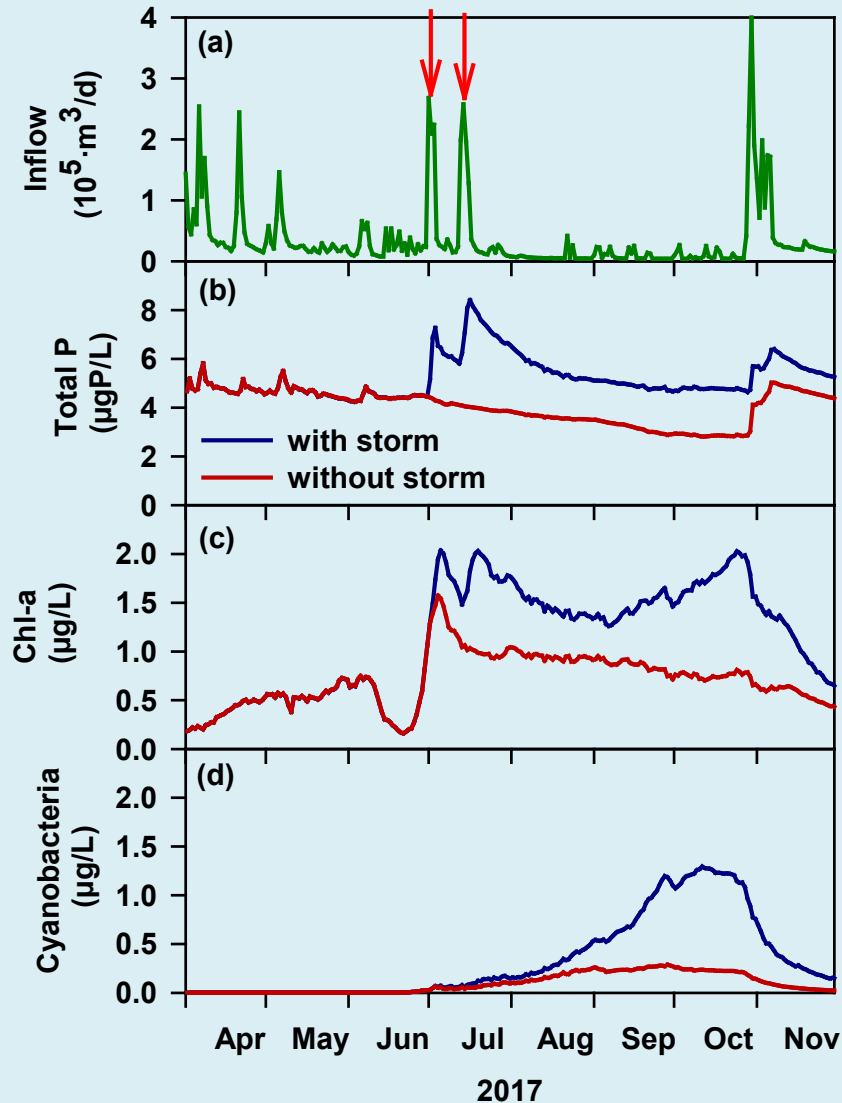 (a)
4
3
2
1
0
Inflow
(10⁵·m³/d)
(b)
8
6
4
2
0
Total P
(µgP/L)
with storm
without storm
(c)
2.0
1.5
1.0
0.5
0.0
Chl-a
(µg/L)
(d)
2.0
1.5
1.0
0.5
0.0
Cyanobacteria
(µg/L)
Apr May Jun Jul Aug Sep Oct Nov
2017